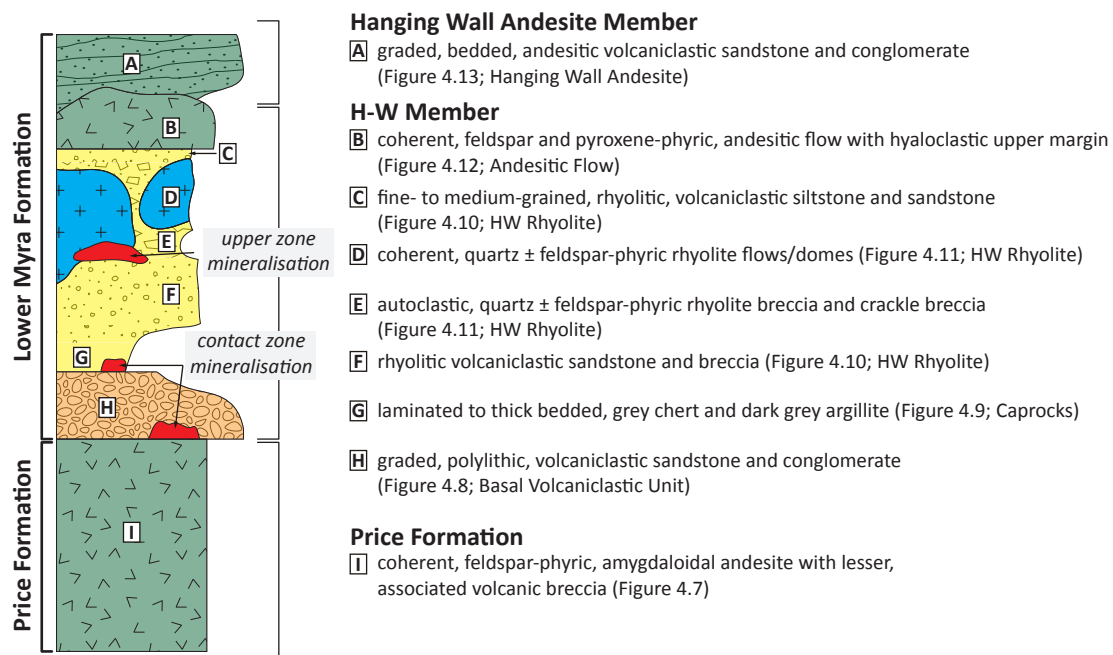 Hanging Wall Andesite Member
A graded, bedded, andesitic volcaniclastic sandstone and conglomerate
(Figure 4.13; Hanging Wall Andesite)
H-W Member
B coherent, feldspar and pyroxene-phyric, andesitic flow with hyaloclastic upper margin
(Figure 4.12; Andesitic Flow)
C fine- to medium-grained, rhyolitic, volcaniclastic siltstone and sandstone
(Figure 4.10; HW Rhyolite)
D coherent, quartz ± feldspar-phyric rhyolite flows/domes (Figure 4.11; HW Rhyolite)
E autoclastic, quartz ± feldspar-phyric rhyolite breccia and crackle breccia
(Figure 4.11; HW Rhyolite)
F rhyolitic volcaniclastic sandstone and breccia (Figure 4.10; HW Rhyolite)
G laminated to thick bedded, grey chert and dark grey argillite (Figure 4.9; Caprocks)
H graded, polylithic, volcaniclastic sandstone and conglomerate
(Figure 4.8; Basal Volcaniclastic Unit)
Price Formation
I coherent, feldspar-phyric, amygdaloidal andesite with lesser,
associated volcanic breccia (Figure 4.7)
Lower Myra Formation
Price Formation
A
B
C
D
E
upper zone
mineralisation
F
contact zone
mineralisation
G
H
I